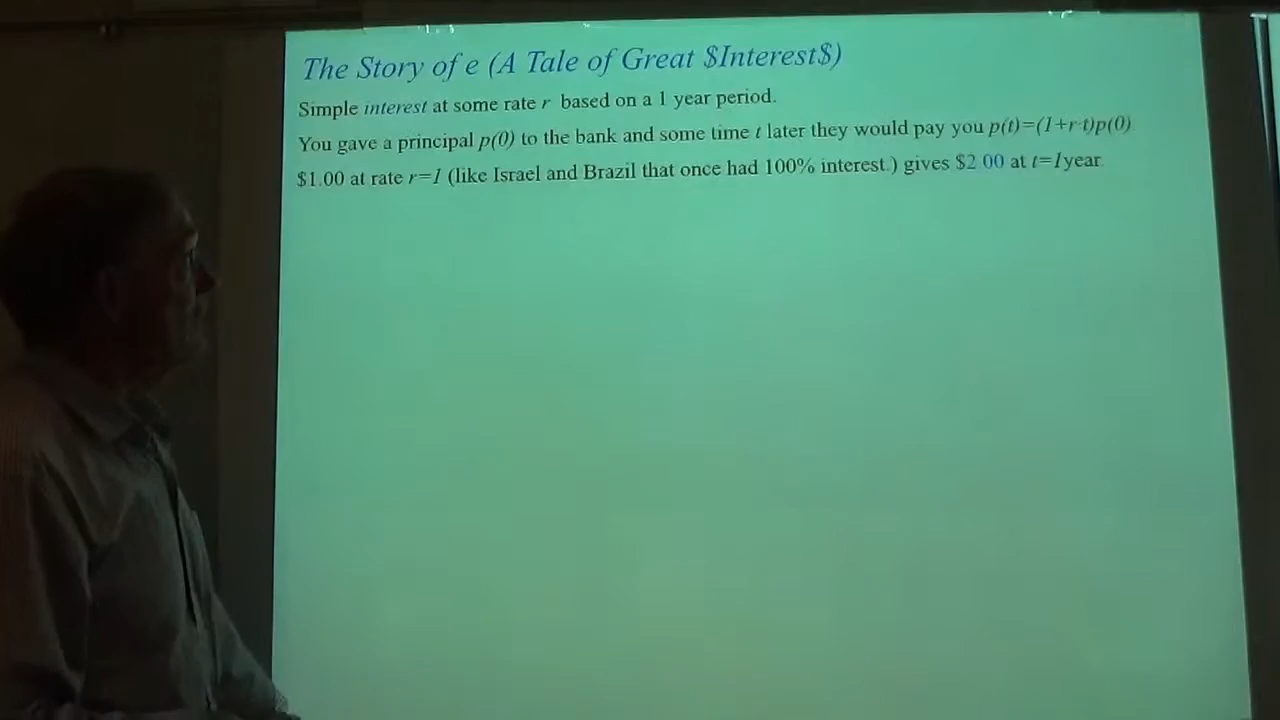 The Story of e (A Tale of Great $Interest$)
Simple interest at some rate r based on a 1 year period.
You gave a principal p(0) to the bank and some time t later they would pay you p(t)=(1+r·t)p(0)
$1.00 at rate r=1 (like Israel and Brazil that once had 100% interest.) gives $2.00 at t=1year.